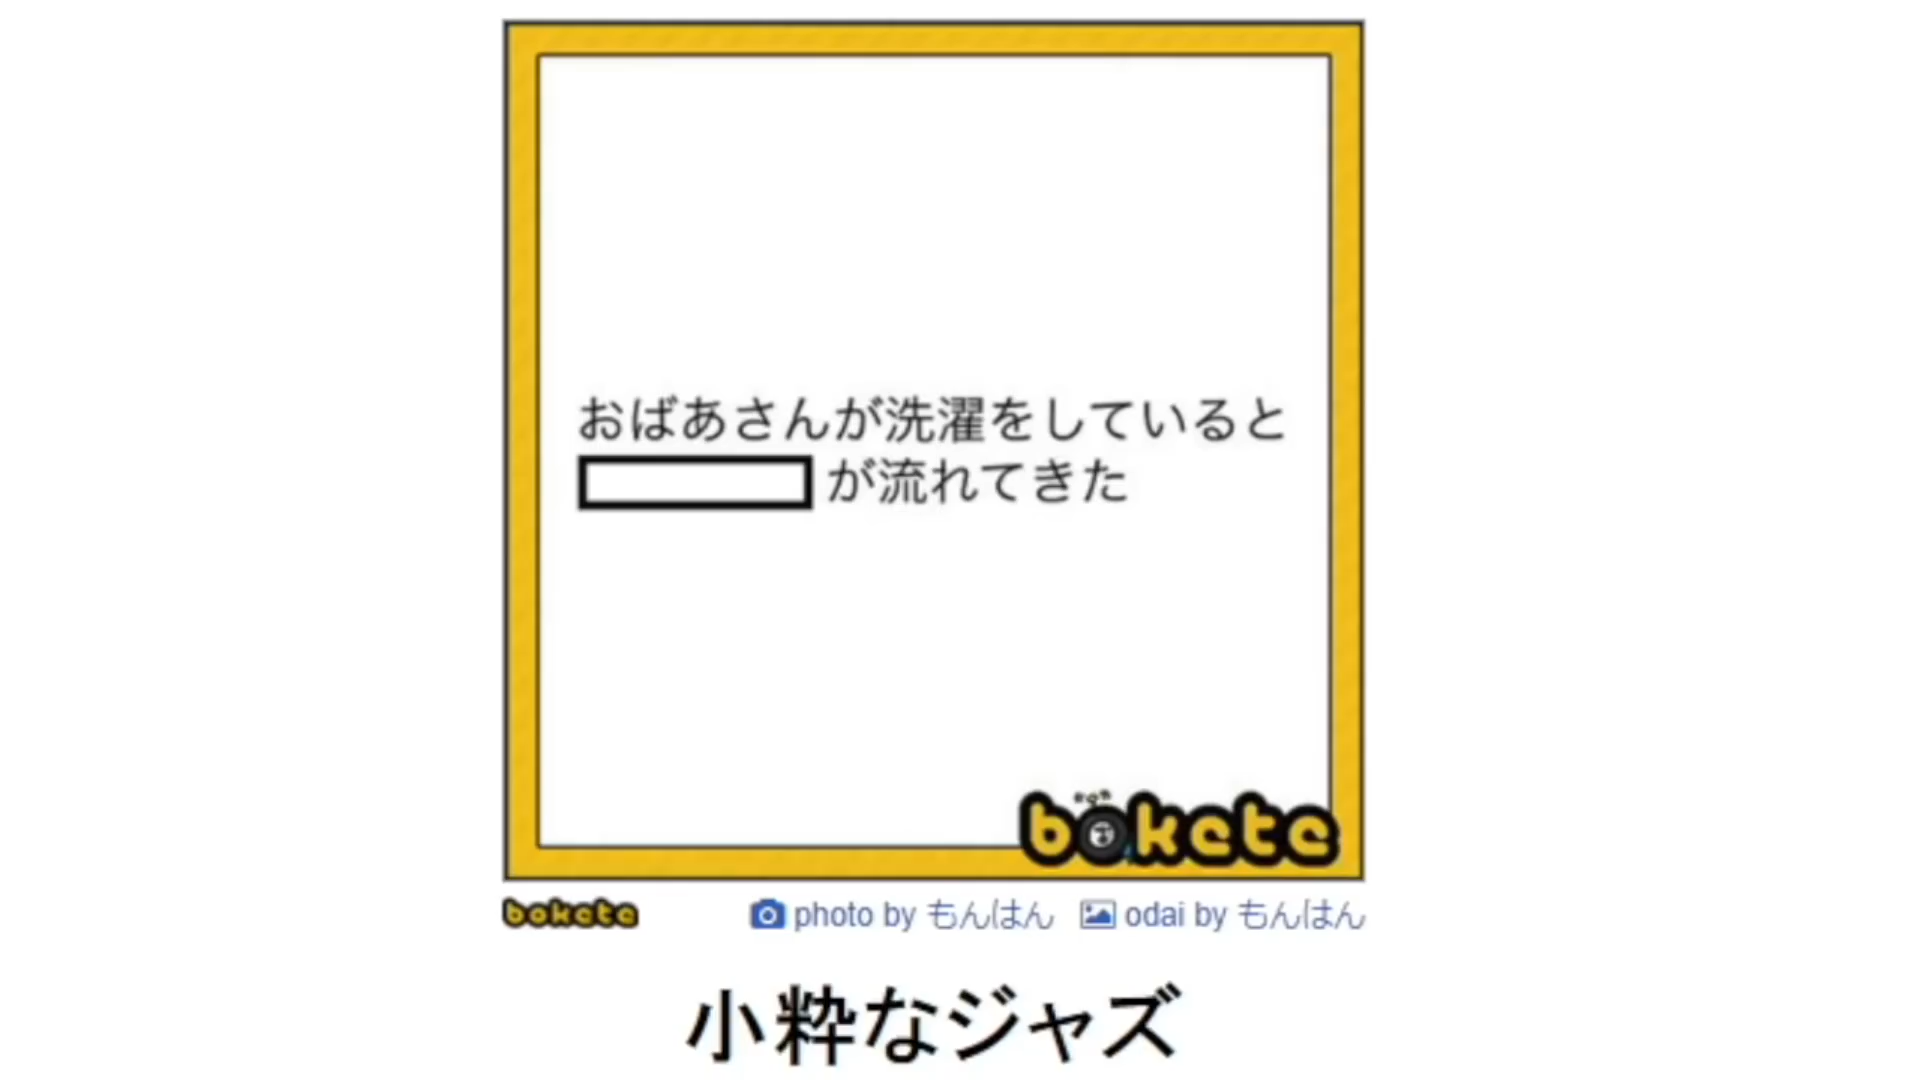 おばあさんが洗濯をしていると
が流れてきた
bokete
bokete photo by もんはん odai by もんはん
小粋なジャズ